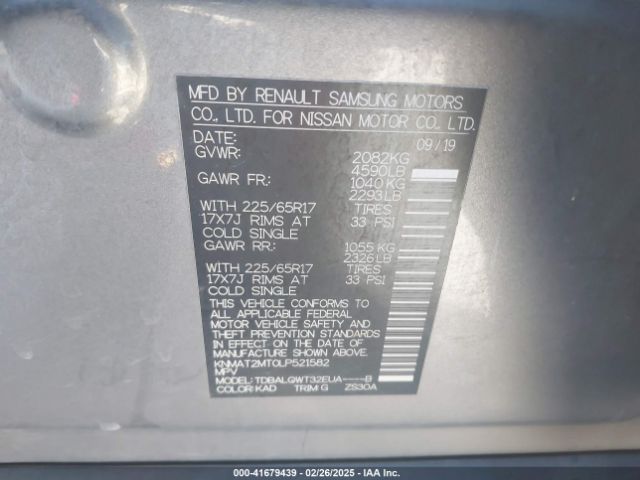 MFD BY RENAULT SAMSUNG MOTORS
CO., LTD. FOR NISSAN MOTOR CO., LTD.
DATE: 09/19
GVWR: 2082KG
4590LB
GAWR FR: 1040KG
2293LB
WITH 225/65R17 TIRES
17X7J RIMS AT 33 PSI
COLD SINGLE
GAWR RR: 1055 KG
2326LB
WITH 225/65R17 TIRES
17X7J RIMS AT 33 PSI
COLD SINGLE
THIS VEHICLE CONFORMS TO
ALL APPLICABLE FEDERAL
MOTOR VEHICLE SAFETY AND
THEFT PREVENTION STANDARDS
IN EFFECT ON THE DATE OF
MANUFACTURE SHOWN ABOVE.
KNMAT2MT0LP521582
MPV
MODEL: TDBALGWT32EUA----B
COLOR:KAD TRIM:G ZS30A
000-41679439 - 02/26/2025 - IAA Inc.